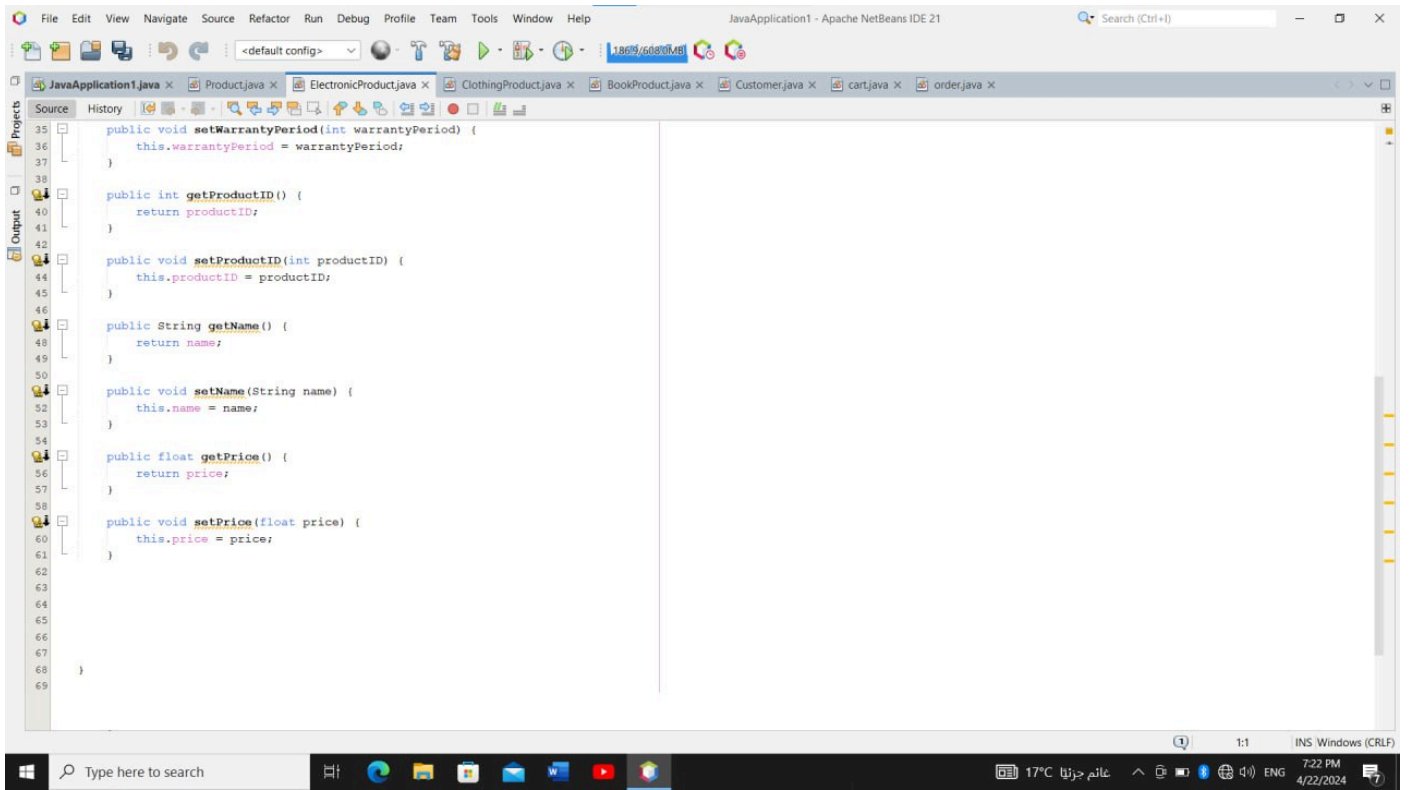 File Edit View Navigate Source Refactor Run Debug Profile Team Tools Window Help JavaApplication1 - Apache NetBeans IDE 21 Search (Ctrl+I)
<default config>
JavaApplication1.java Product.java ElectronicProduct.java ClothingProduct.java BookProduct.java Customer.java cart.java order.java
Source History
Projects
Output
35 public void setWarrantyPeriod(int warrantyPeriod) {
36 this.warrantyPeriod = warrantyPeriod;
37 }
38
public int getProductID() {
40 return productID;
41 }
42
public void setProductID(int productID) {
44 this.productID = productID;
45 }
46
public String getName() {
48 return name;
49 }
50
public void setName(String name) {
52 this.name = name;
53 }
54
public float getPrice() {
56 return price;
57 }
58
public void setPrice(float price) {
60 this.price = price;
61 }
62
63
64
65
66
67
68 }
69
1 1:1 INS Windows (CRLF)
Type here to search 17°C غائم جزئيًا ENG 7:22 PM
4/22/2024 7